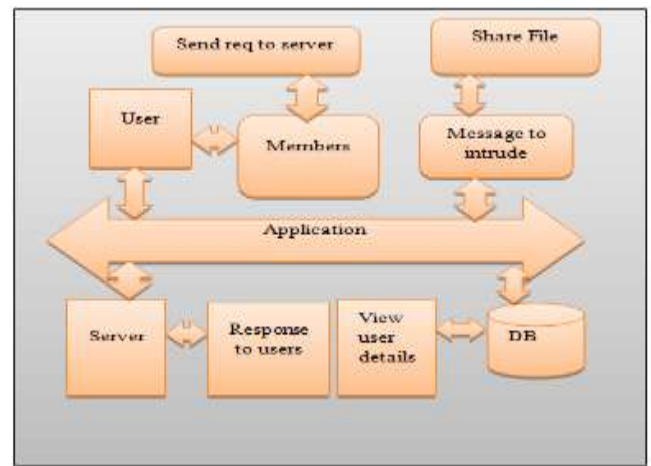 Send req to server
Share File
User
Members
Message to
intrude
Application
Server
Response
to users
View
user
details
DB